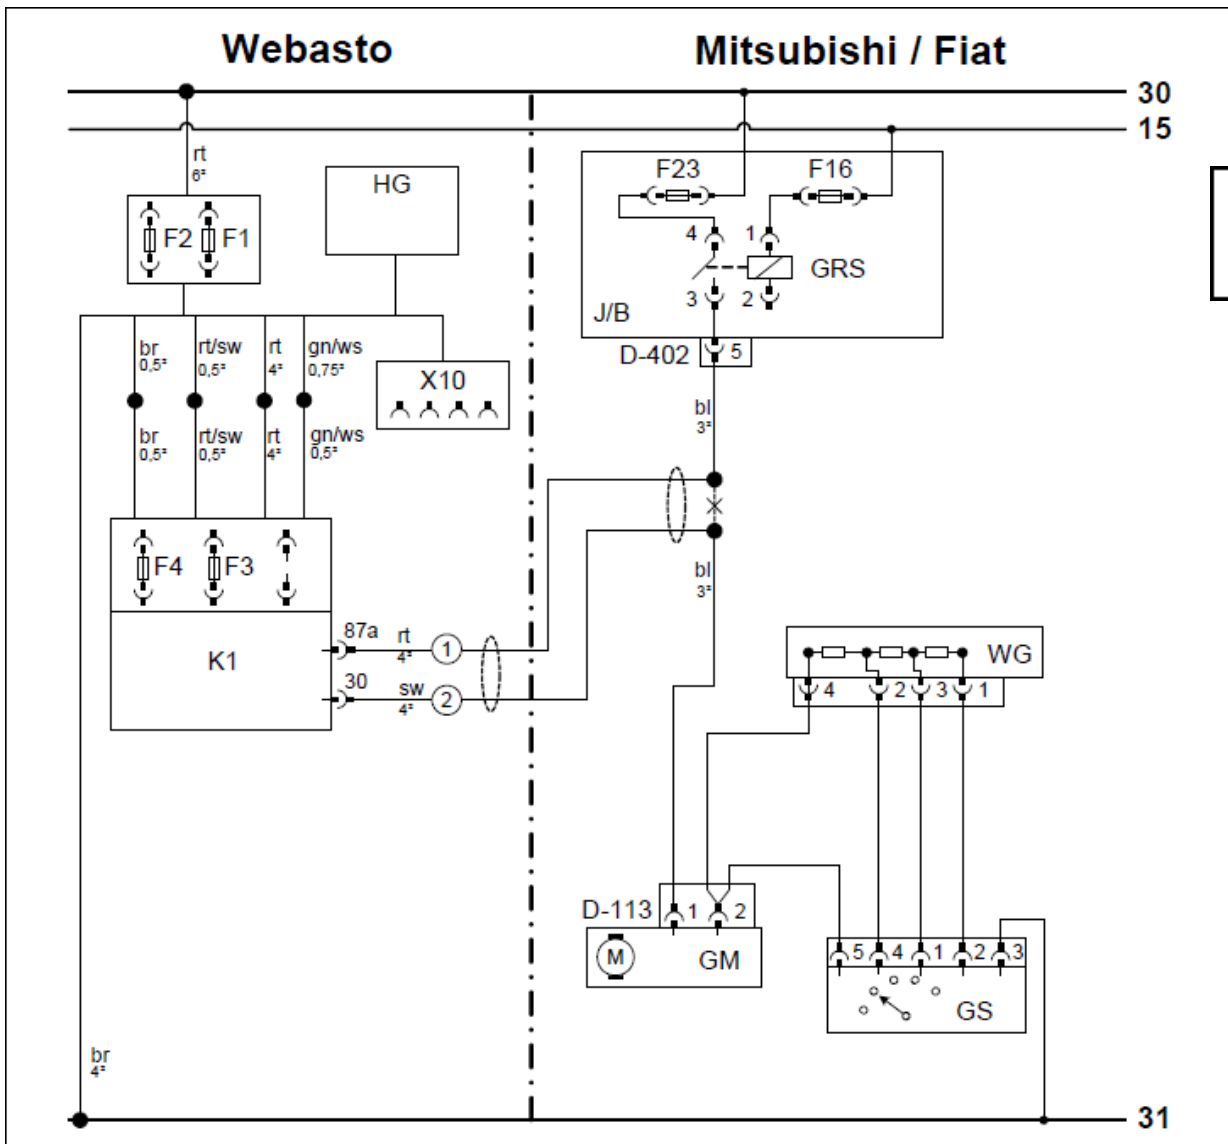 Webasto
Mitsubishi / Fiat
30
15
rt
6²
HG
F2 F1
F23
F16
4
1
GRS
3
2
J/B
D-402
5
br
0,5²
rt/sw
0,5²
rt
4²
gn/ws
0,75²
X10
br
0,5²
rt/sw
0,5²
rt
4²
gn/ws
0,5²
bl
3²
F4
F3
bl
3²
K1
87a
rt
4²
1
30
sw
4²
2
WG
4
2
3
1
D-113
1
2
M
GM
5
4
1
2
3
GS
br
4²
31